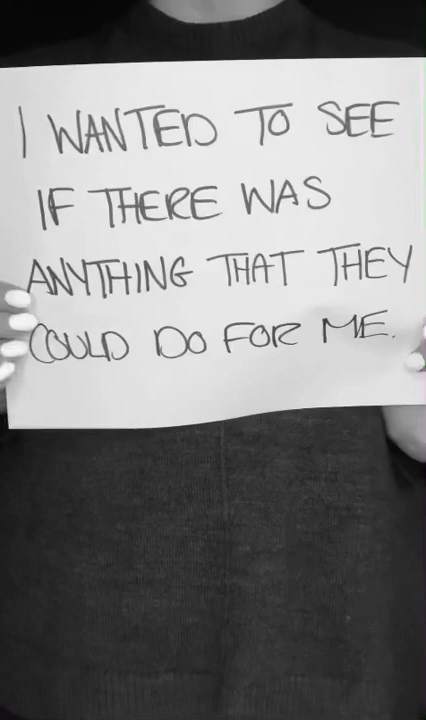 I WANTED TO SEE
IF THERE WAS
ANYTHING THAT THEY
COULD DO FOR ME.